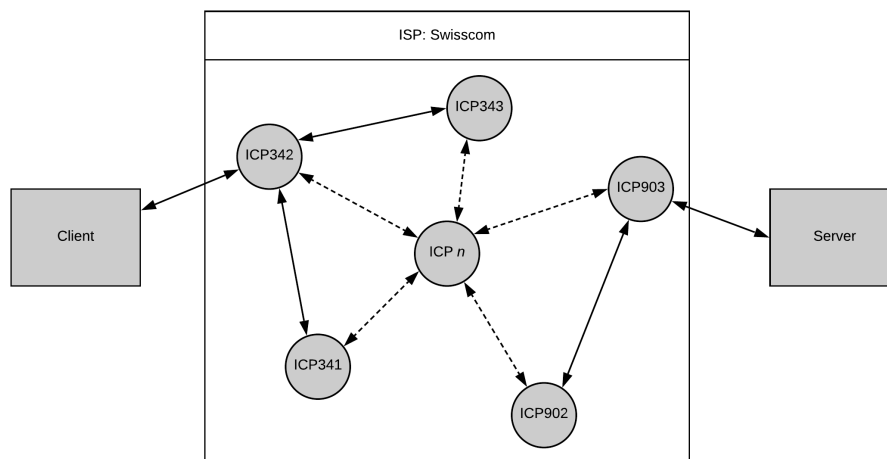 ISP: Swisscom
ICP343
ICP342
ICP903
Client
ICP n
Server
ICP341
ICP902